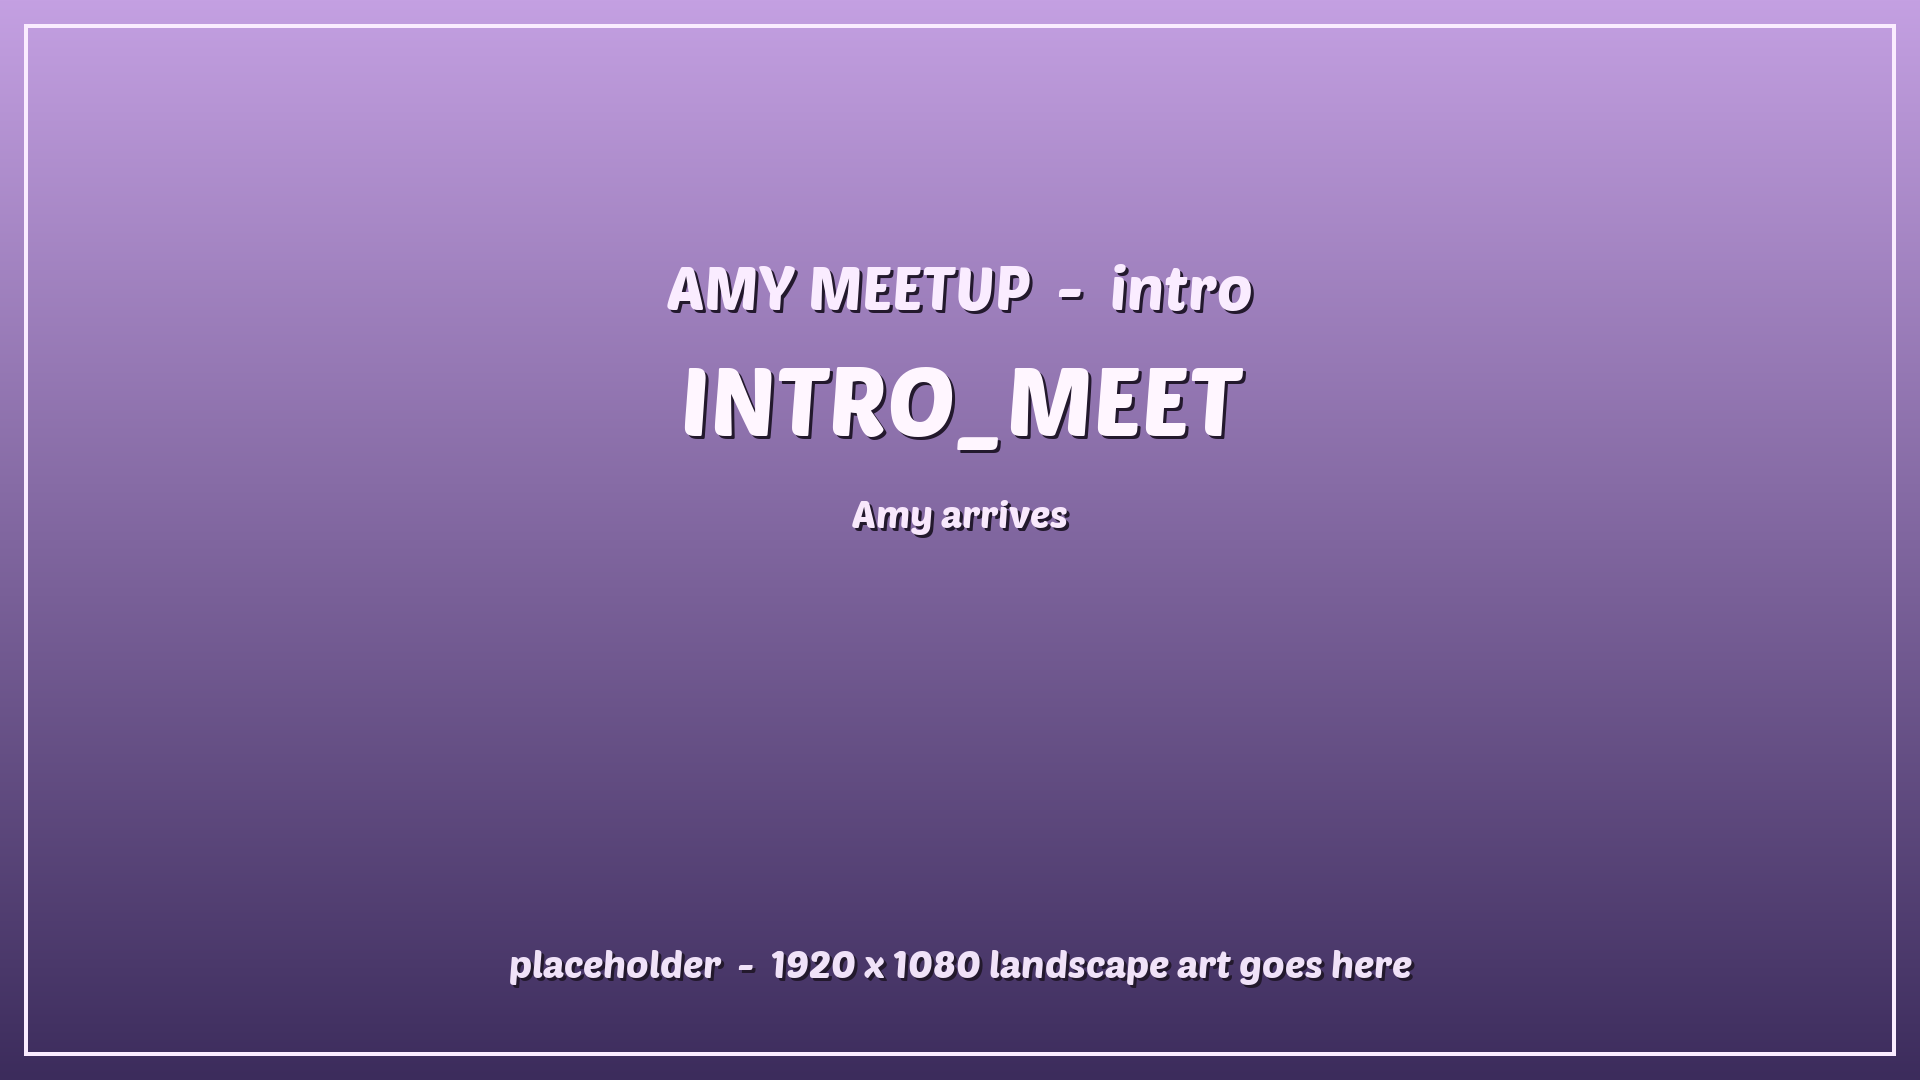 AMY MEETUP - intro
INTRO_MEET
Amy arrives
placeholder - 1920 x 1080 landscape art goes here